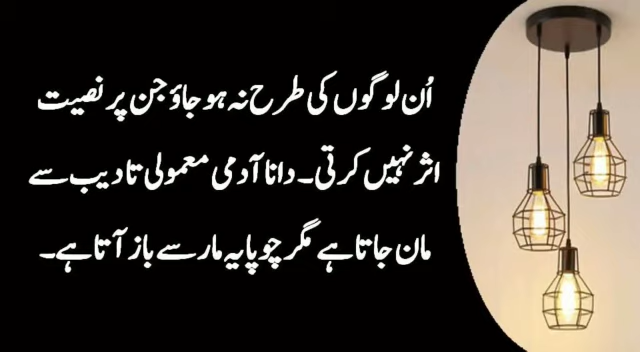 اُن لوگوں کی طرح نہ ہو جاؤ جن پر نصیت
اثر نہیں کرتی۔ دانا آدمی معمولی تادیب سے
مان جاتا ہے مگر چوپایہ مار سے باز آتا ہے۔